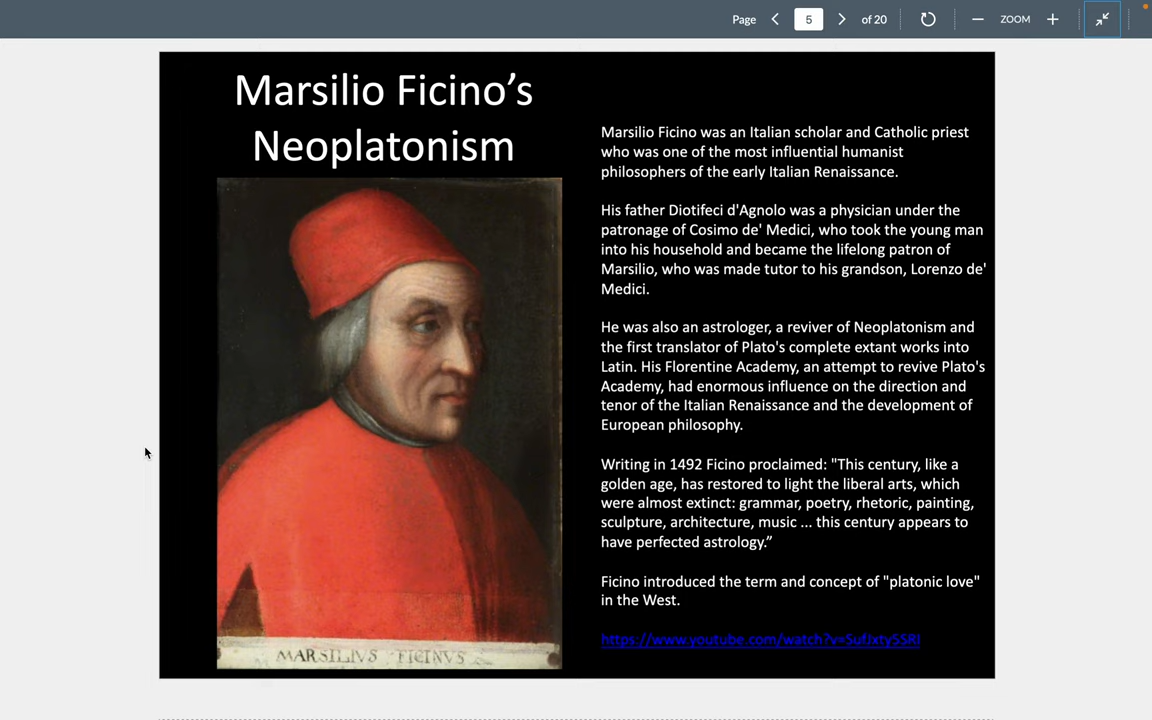 Page 5 of 20 ZOOM
Marsilio Ficino’s
Neoplatonism
MARSILIVS FICINVS
Marsilio Ficino was an Italian scholar and Catholic priest
who was one of the most influential humanist
philosophers of the early Italian Renaissance.
His father Diotifeci d'Agnolo was a physician under the
patronage of Cosimo de' Medici, who took the young man
into his household and became the lifelong patron of
Marsilio, who was made tutor to his grandson, Lorenzo de'
Medici.
He was also an astrologer, a reviver of Neoplatonism and
the first translator of Plato's complete extant works into
Latin. His Florentine Academy, an attempt to revive Plato's
Academy, had enormous influence on the direction and
tenor of the Italian Renaissance and the development of
European philosophy.
Writing in 1492 Ficino proclaimed: "This century, like a
golden age, has restored to light the liberal arts, which
were almost extinct: grammar, poetry, rhetoric, painting,
sculpture, architecture, music ... this century appears to
have perfected astrology.”
Ficino introduced the term and concept of "platonic love"
in the West.